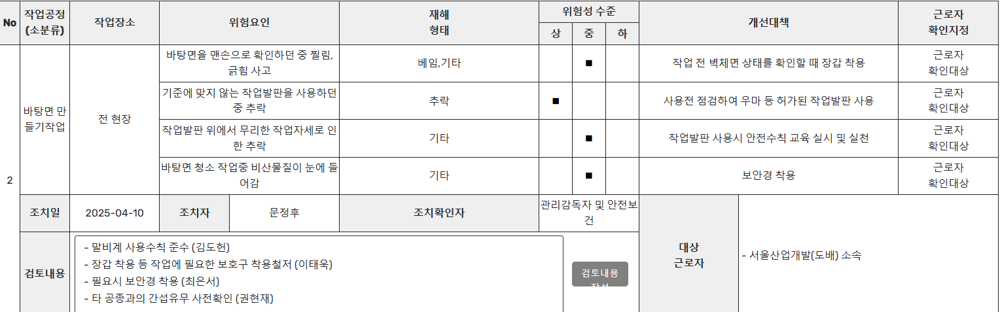 No
작업공정
(소분류)
작업장소
위험요인
재해
형태
위험성 수준
상
중
하
개선대책
근로자
확인지정
2
바탕면 만
들기작업
전 현장
바탕면을 맨손으로 확인하던 중 찔림,
긁힘 사고
베임,기타
■
작업 전 벽체면 상태를 확인할 때 장갑 착용
근로자
확인대상
기준에 맞지 않는 작업발판을 사용하던
중 추락
추락
■
사용전 점검하여 우마 등 허가된 작업발판 사용
근로자
확인대상
작업발판 위에서 무리한 작업자세로 인
한 추락
기타
■
작업발판 사용시 안전수칙 교육 실시 및 실천
근로자
확인대상
바탕면 청소 작업중 비산물질이 눈에 들
어감
기타
■
보안경 착용
근로자
확인대상
조치일
2025-04-10
조치자
문정후
조치확인자
관리감독자 및 안전보
건
대상
근로자
- 서울산업개발(도배) 소속
검토내용
- 말비계 사용수칙 준수 (김도헌)
- 장갑 착용 등 작업에 필요한 보호구 착용철저 (이태욱)
- 필요시 보안경 착용 (최은서)
- 타 공종과의 간섭유무 사전확인 (권현재)
검토내용